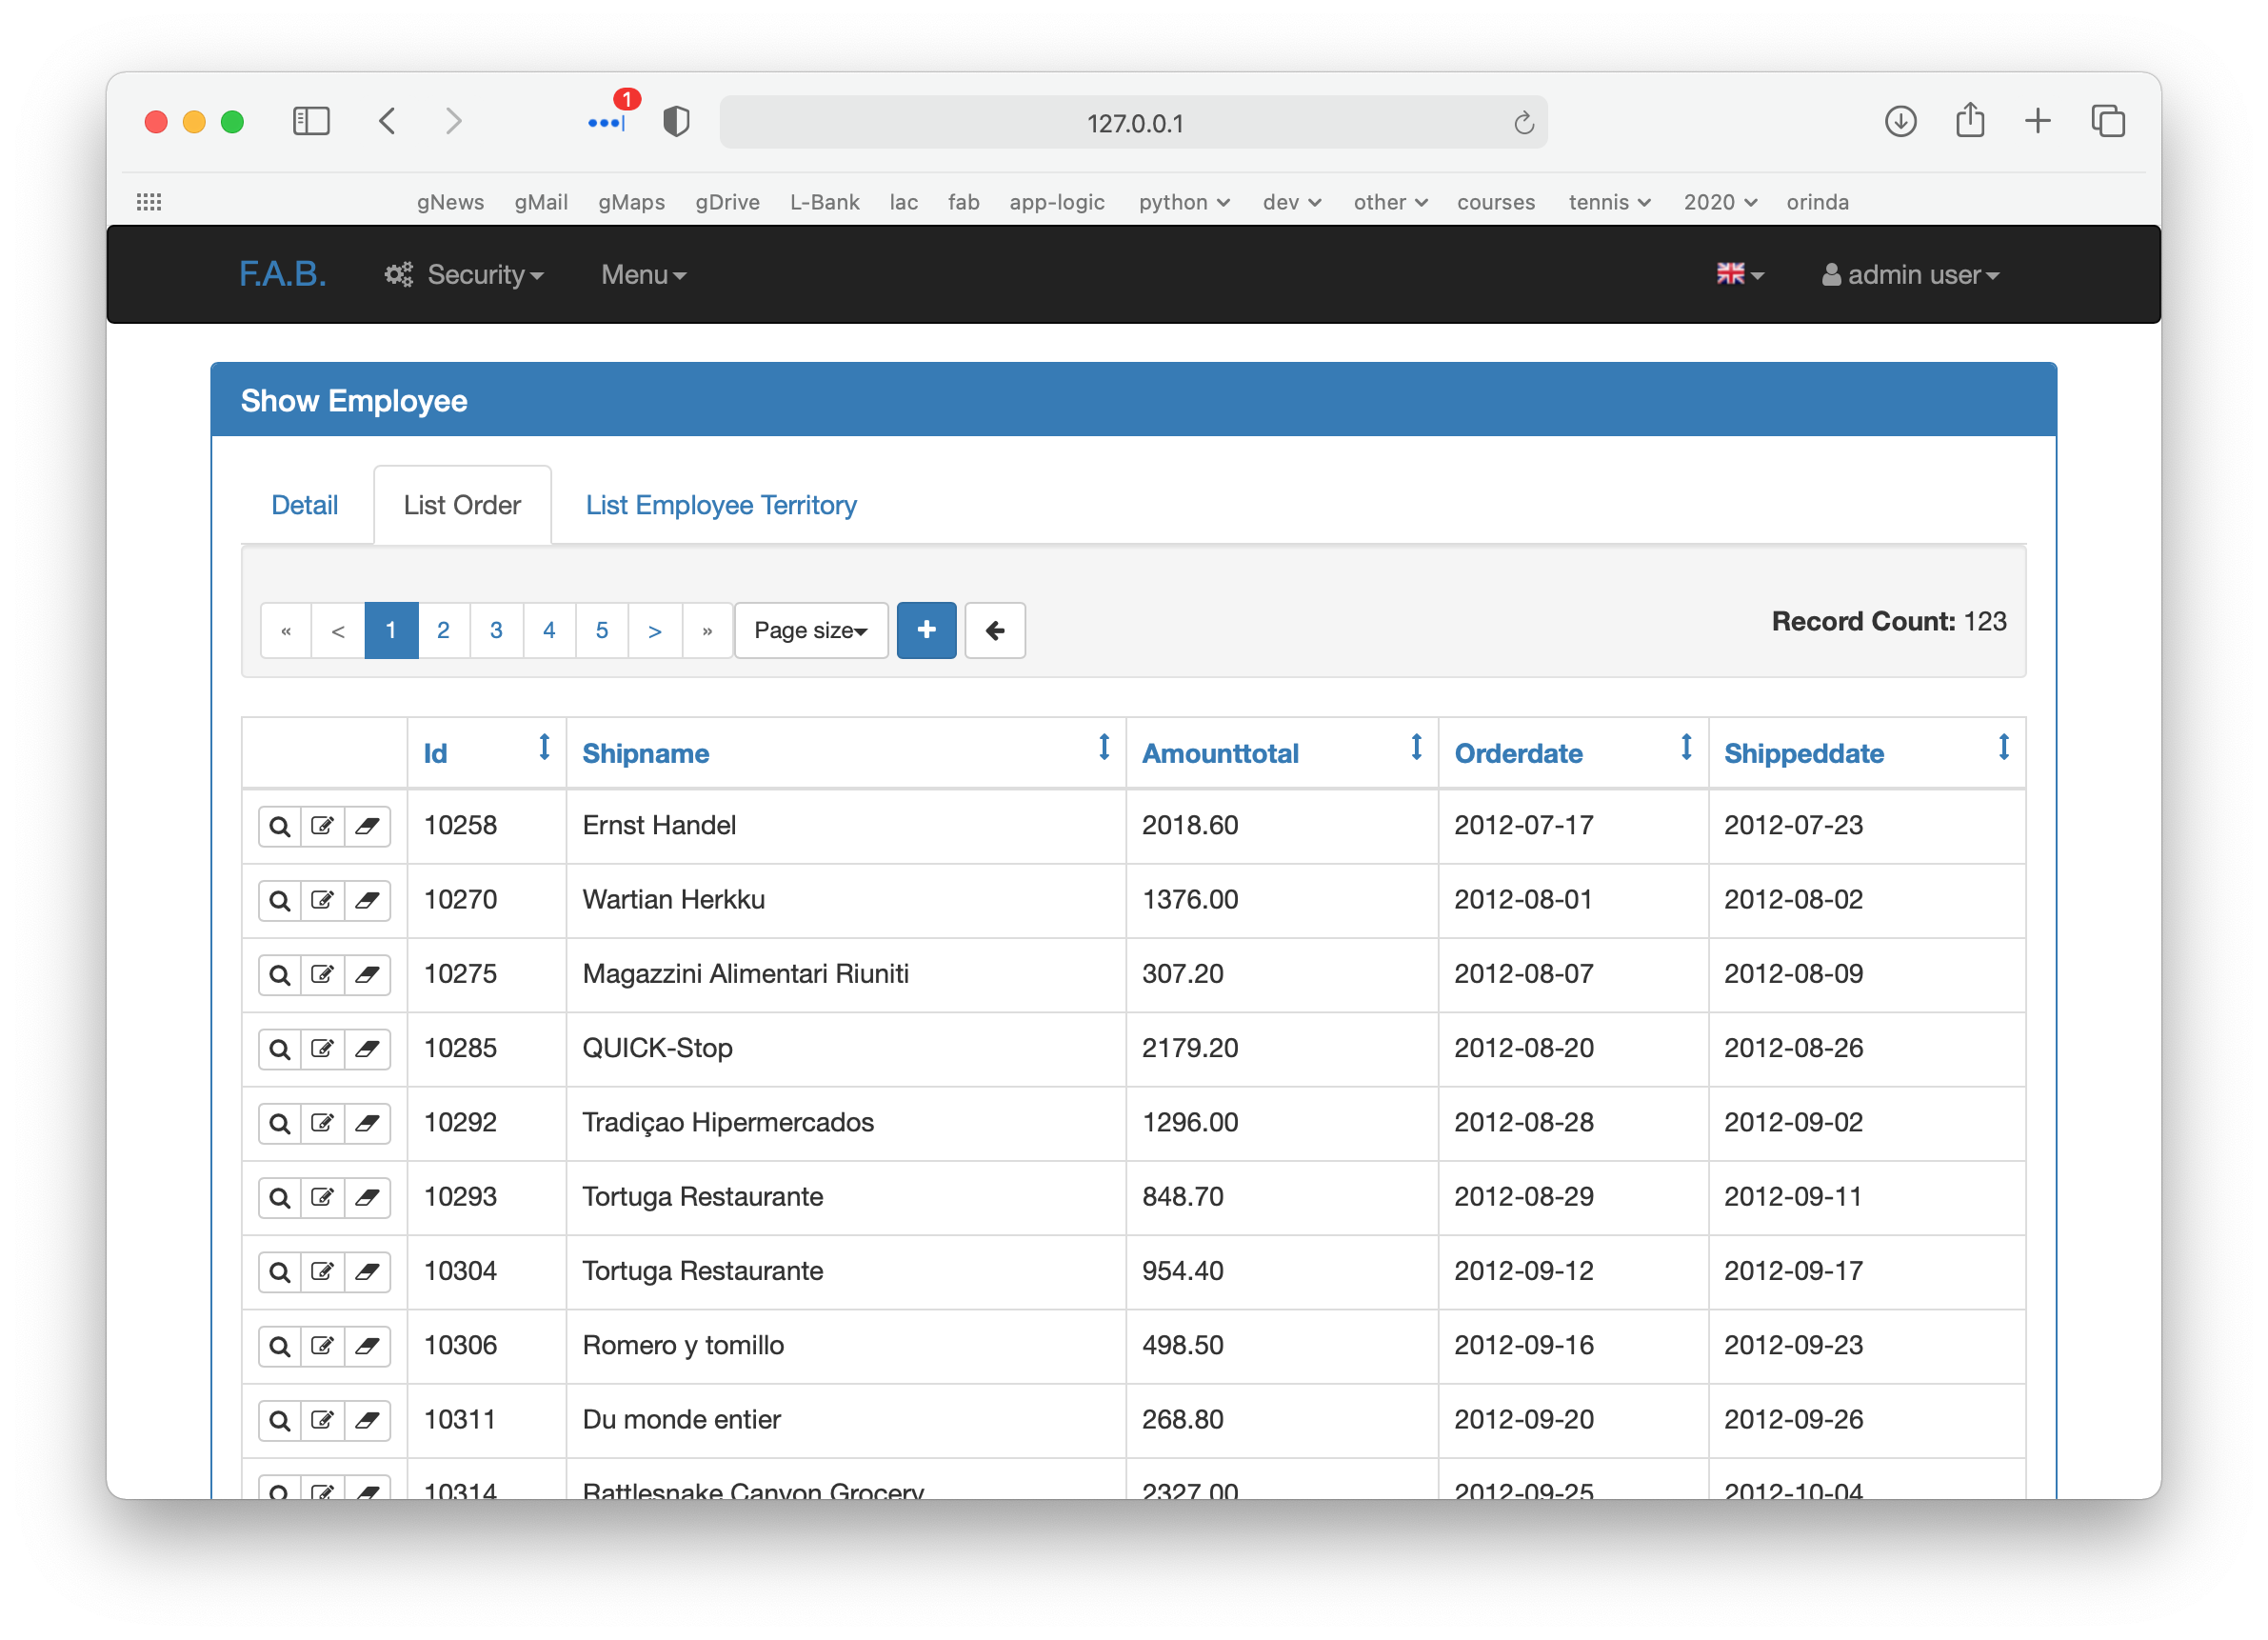 1
127.0.0.1
gNews gMail gMaps gDrive L-Bank lac fab app-logic python dev other courses tennis 2020 orinda
F.A.B. Security Menu admin user
Show Employee
Detail List Order List Employee Territory
« < 1 2 3 4 5 > » Page size + Record Count: 123
Id Shipname Amounttotal Orderdate Shippeddate
10258 Ernst Handel 2018.60 2012-07-17 2012-07-23
10270 Wartian Herkku 1376.00 2012-08-01 2012-08-02
10275 Magazzini Alimentari Riuniti 307.20 2012-08-07 2012-08-09
10285 QUICK-Stop 2179.20 2012-08-20 2012-08-26
10292 Tradiçao Hipermercados 1296.00 2012-08-28 2012-09-02
10293 Tortuga Restaurante 848.70 2012-08-29 2012-09-11
10304 Tortuga Restaurante 954.40 2012-09-12 2012-09-17
10306 Romero y tomillo 498.50 2012-09-16 2012-09-23
10311 Du monde entier 268.80 2012-09-20 2012-09-26
10314 Rattlesnake Canyon Grocery 2327.00 2012-09-25 2012-10-04